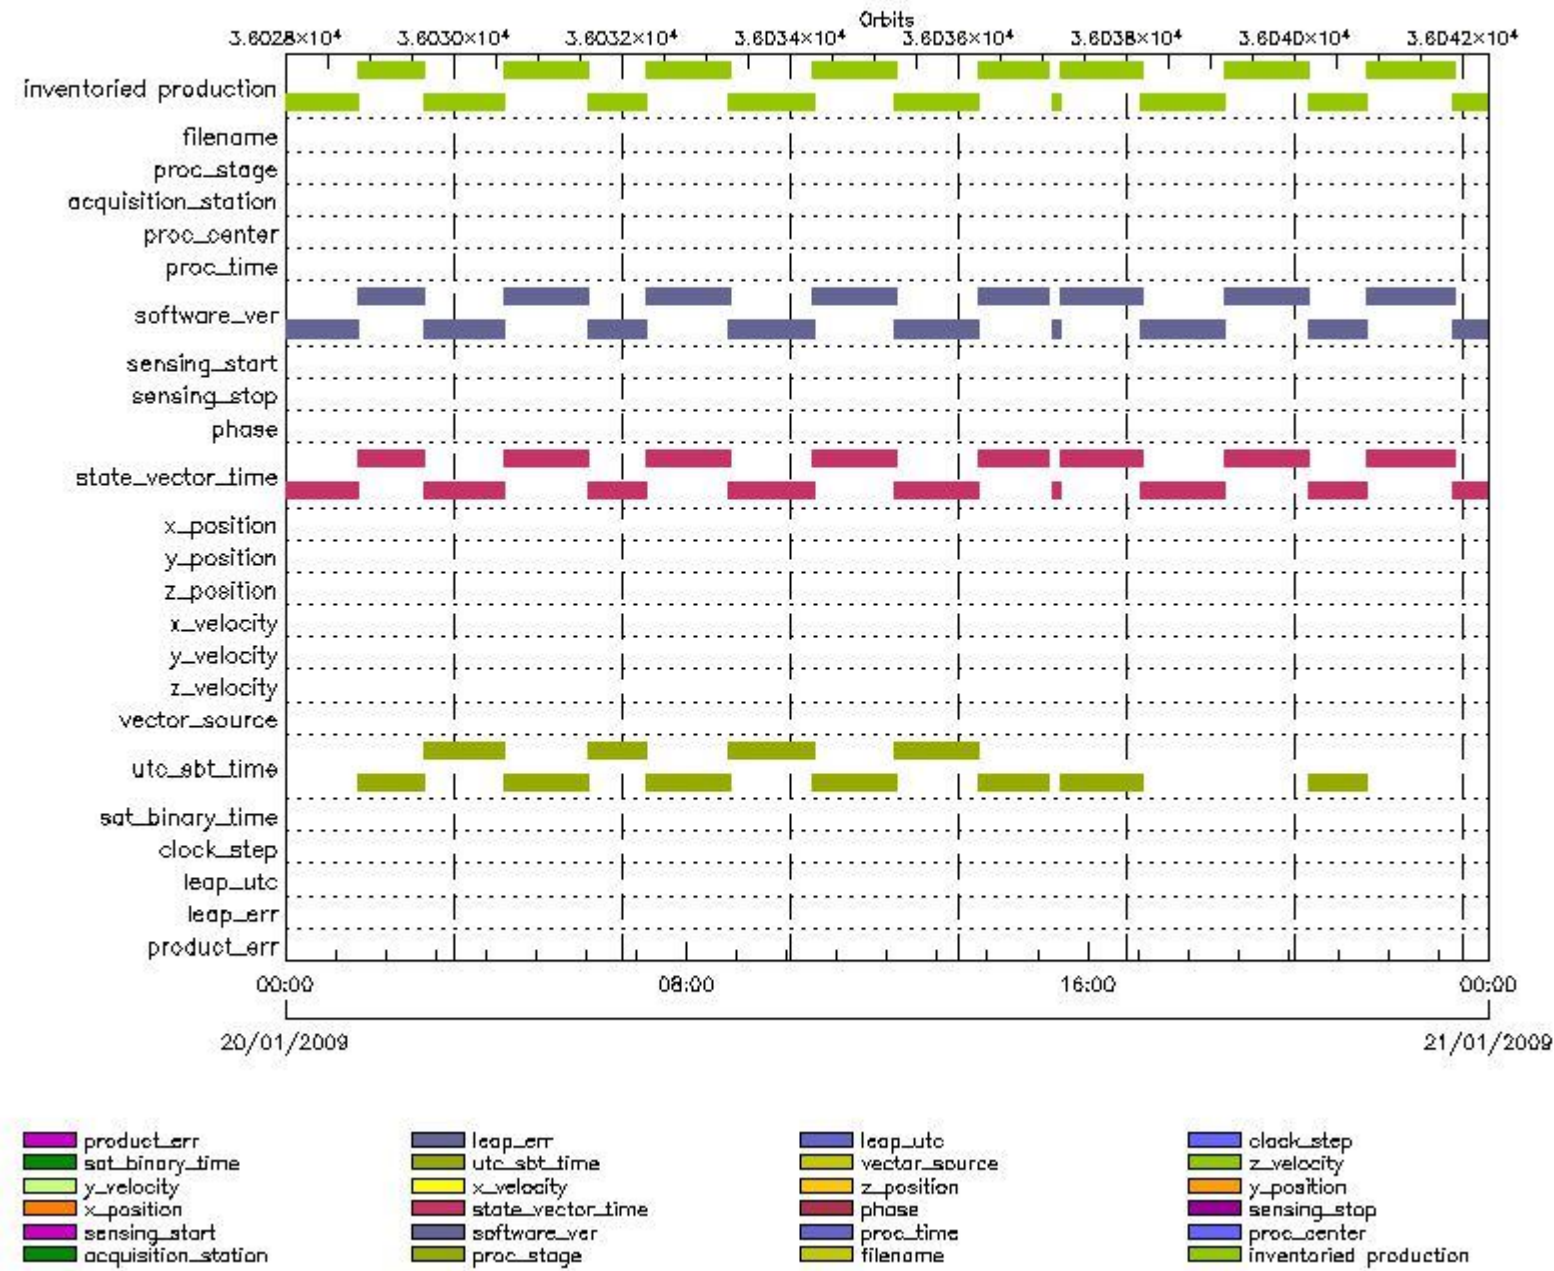 Orbits
3.6028×10⁴ 3.6030×10⁴ 3.6032×10⁴ 3.6034×10⁴ 3.6036×10⁴ 3.6038×10⁴ 3.6040×10⁴ 3.6042×10⁴
inventoried production
filename
proc_stage
acquisition_station
proc_center
proc_time
software_ver
sensing_start
sensing_stop
phase
state_vector_time
x_position
y_position
z_position
x_velocity
y_velocity
z_velocity
vector_source
utc_sbt_time
sat_binary_time
clock_step
leap_utc
leap_err
product_err
00:00 08:00 16:00 00:00
20/01/2009 21/01/2009
product_err leap_err leap_utc clock_step
sat_binary_time utc_sbt_time vector_source z_velocity
y_velocity x_velocity z_position y_position
x_position state_vector_time phase sensing_stop
sensing_start software_ver proc_time proc_center
acquisition_station proc_stage filename inventoried production